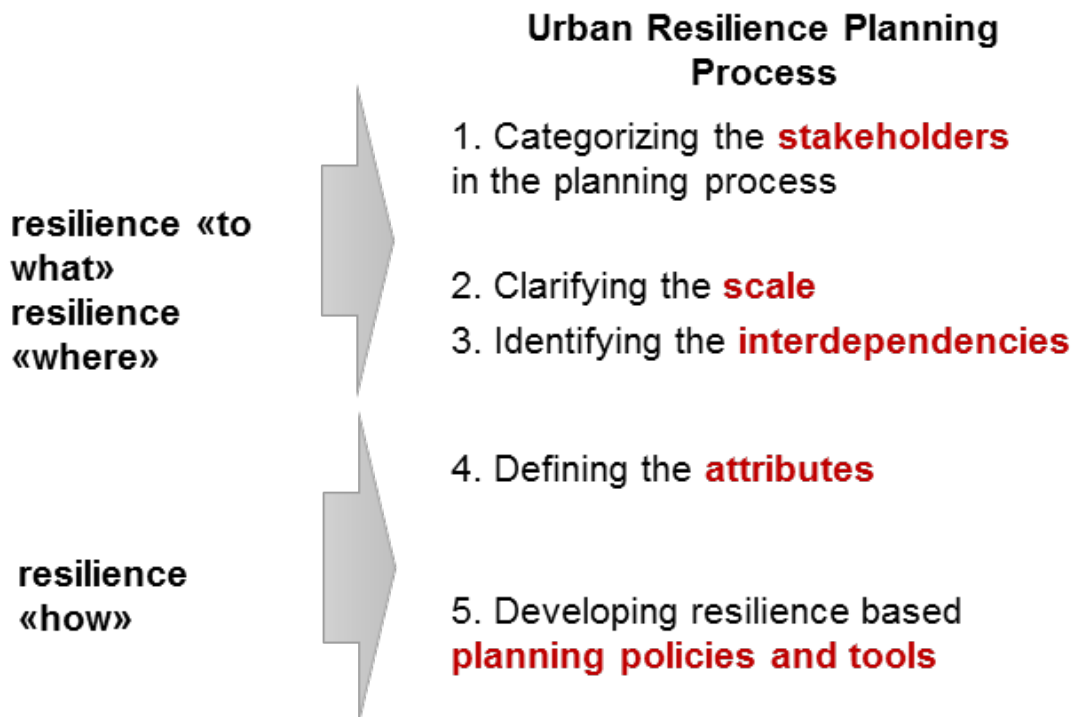 Urban Resilience Planning
Process
1. Categorizing the stakeholders
in the planning process
resilience «to
what»
resilience
«where»
2. Clarifying the scale
3. Identifying the interdependencies
4. Defining the attributes
resilience
«how»
5. Developing resilience based
planning policies and tools